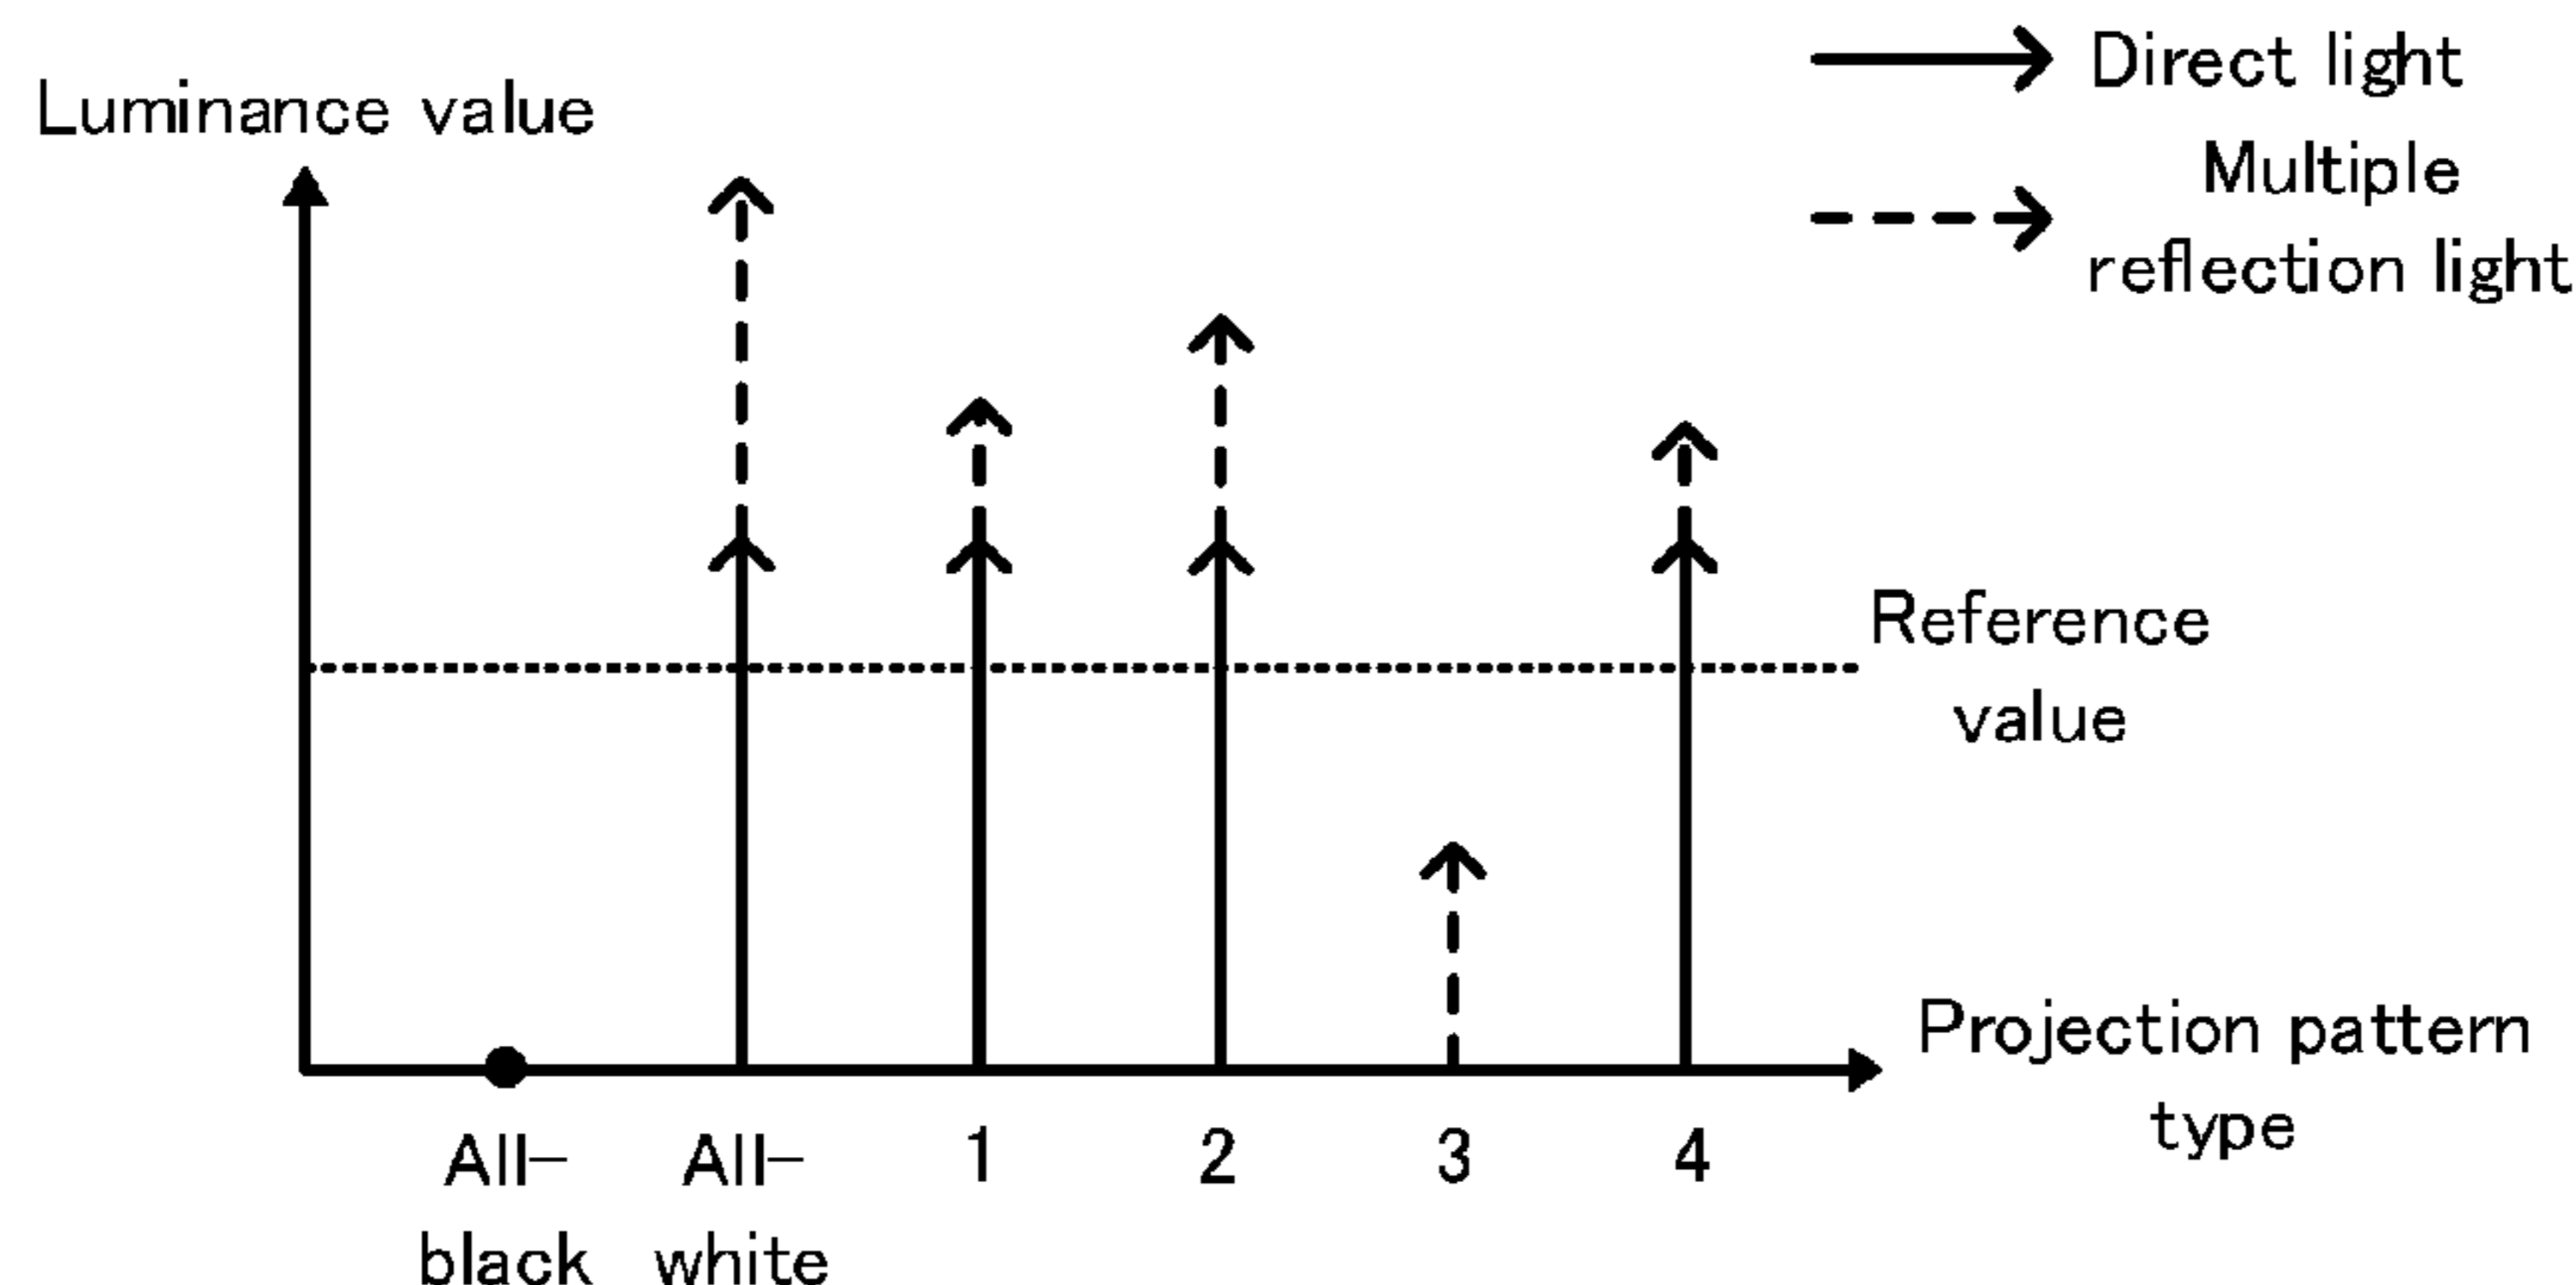 Luminance value
Direct light
Multiple
reflection light
Reference
value
Projection pattern
type
All-
black
All-
white
1
2
3
4